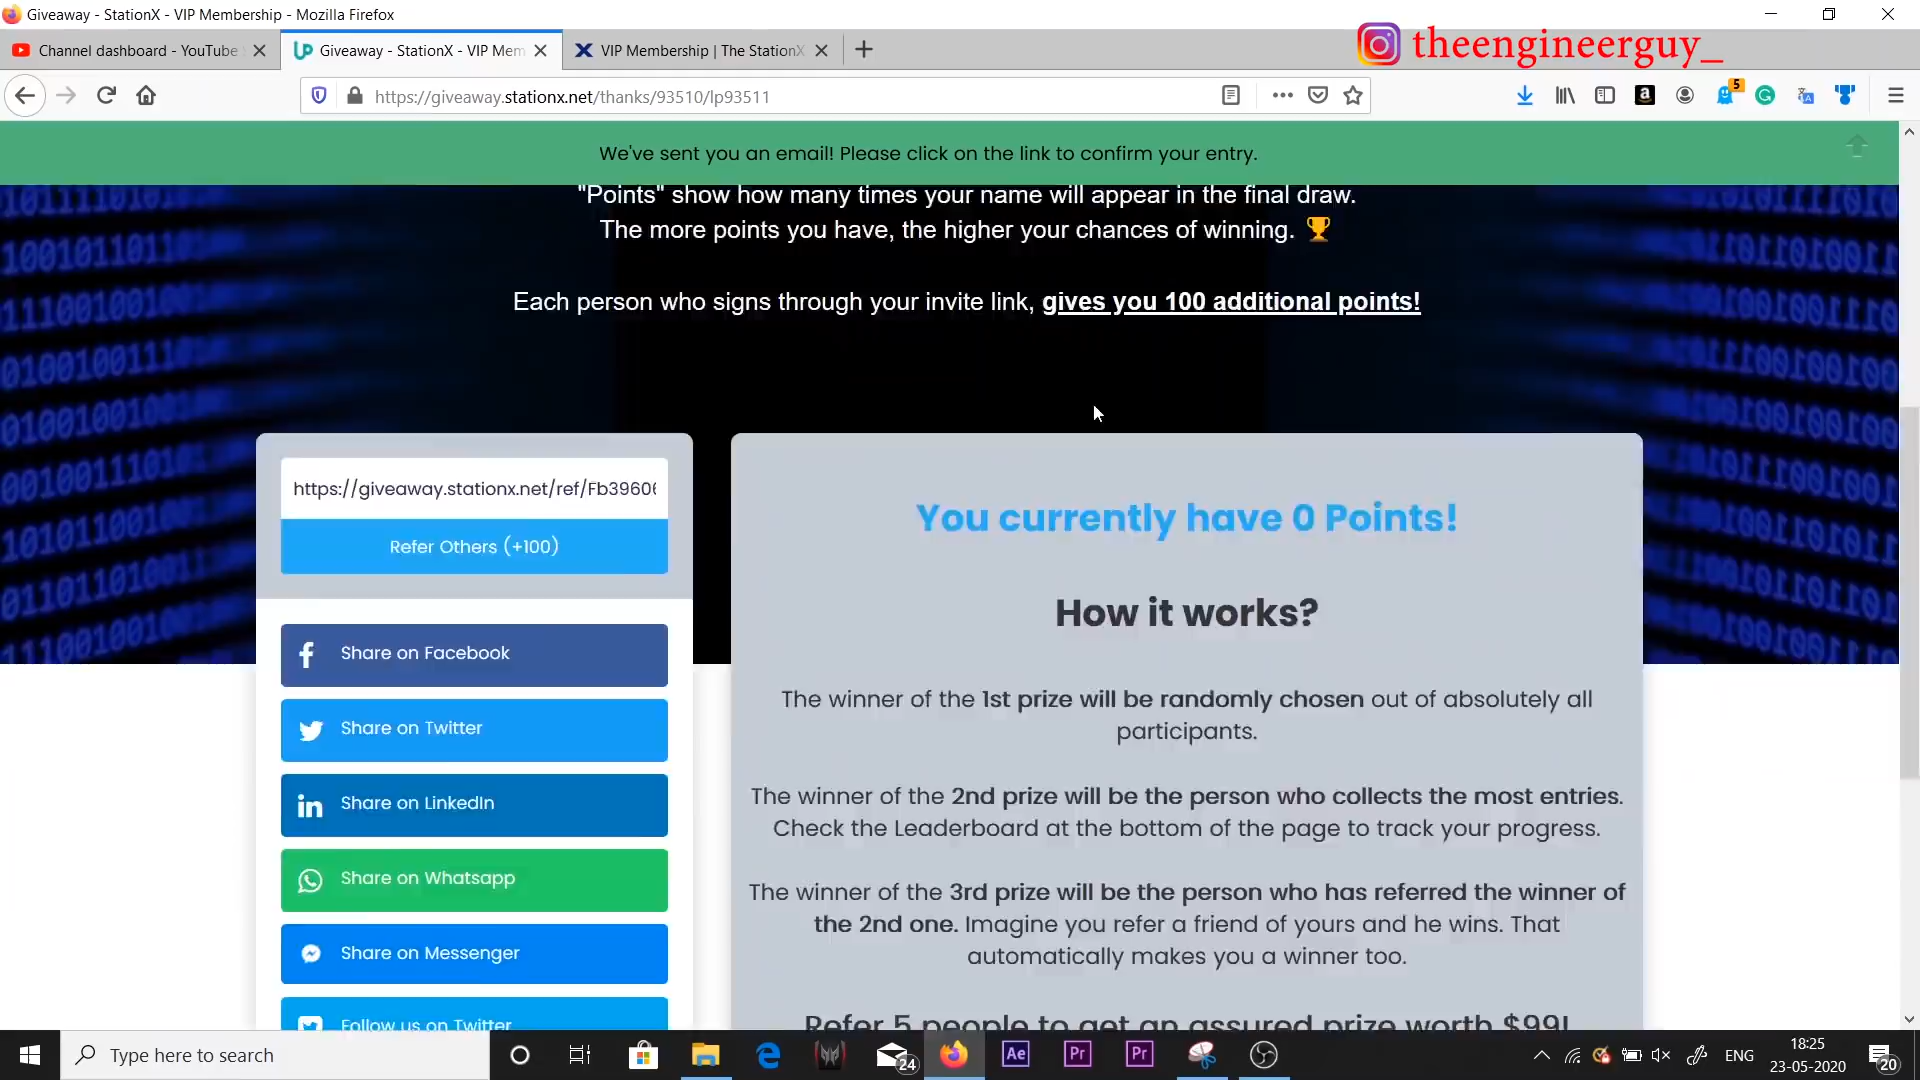 Giveaway - StationX - VIP Membership - Mozilla Firefox
theengineerguy_
Channel dashboard - YouTube
Giveaway - StationX - VIP Mem
VIP Membership | The StationX
https://giveaway.stationx.net/thanks/93510/lp93511
5
We've sent you an email! Please click on the link to confirm your entry.
"Points" show how many times your name will appear in the final draw.
The more points you have, the higher your chances of winning. 🏆
Each person who signs through your invite link, gives you 100 additional points!
https://giveaway.stationx.net/ref/Fb3960
Refer Others (+100)
Share on Facebook
Share on Twitter
Share on LinkedIn
Share on Whatsapp
Share on Messenger
Follow us on Twitter
You currently have 0 Points!
How it works?
The winner of the 1st prize will be randomly chosen out of absolutely all
participants.
The winner of the 2nd prize will be the person who collects the most entries.
Check the Leaderboard at the bottom of the page to track your progress.
The winner of the 3rd prize will be the person who has referred the winner of
the 2nd one. Imagine you refer a friend of yours and he wins. That
automatically makes you a winner too.
Refer 5 people to get an assured prize worth $99!
Type here to search
24
Ae
Pr
Pr
ENG
18:25
23-05-2020
20